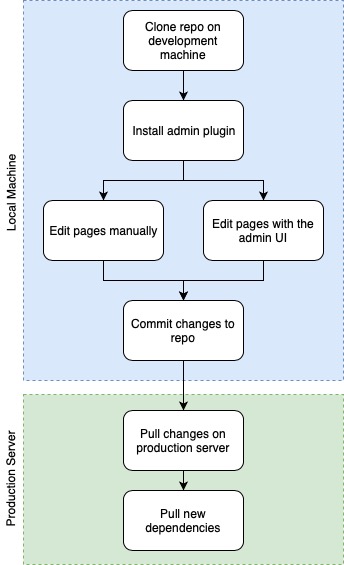 Clone repo on
development
machine
Install admin plugin
Local Machine
Edit pages manually
Edit pages with the
admin UI
Commit changes to
repo
Pull changes on
production server
Production Server
Pull new
dependencies